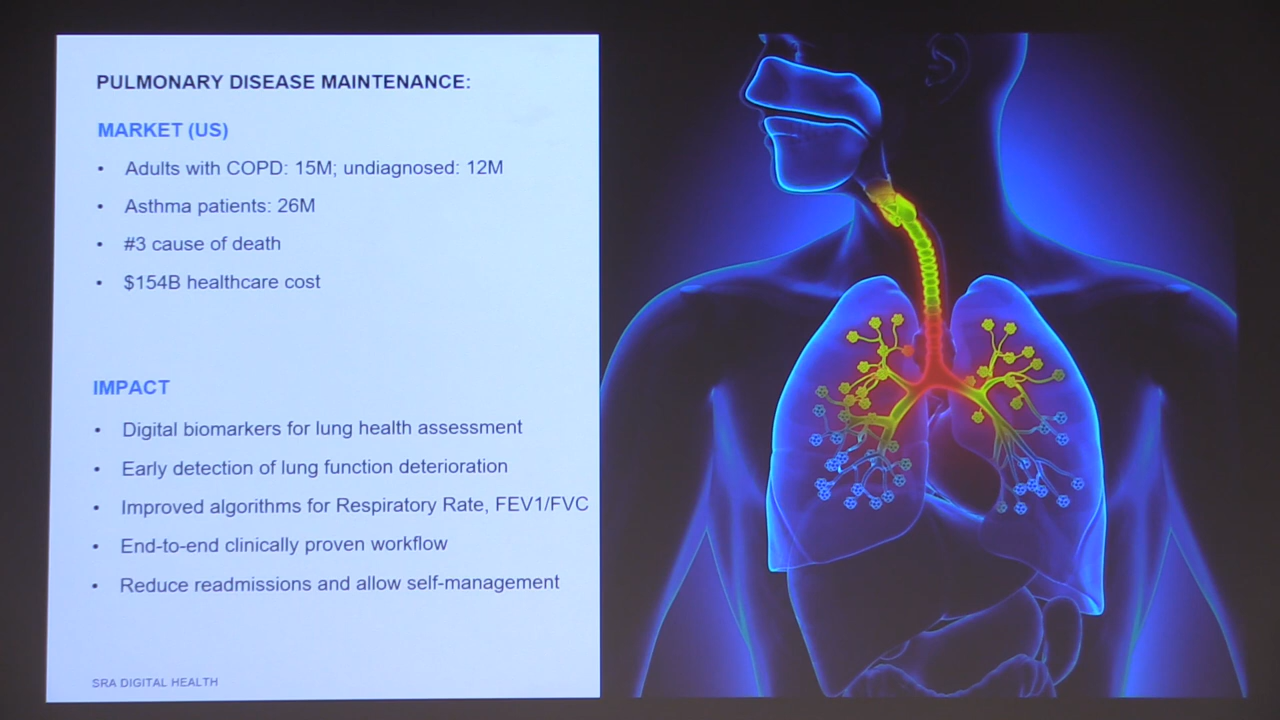 PULMONARY DISEASE MAINTENANCE:
MARKET (US)
• Adults with COPD: 15M; undiagnosed: 12M
• Asthma patients: 26M
• #3 cause of death
• $154B healthcare cost
IMPACT
• Digital biomarkers for lung health assessment
• Early detection of lung function deterioration
• Improved algorithms for Respiratory Rate, FEV1/FVC
• End-to-end clinically proven workflow
• Reduce readmissions and allow self-management
SRA DIGITAL HEALTH